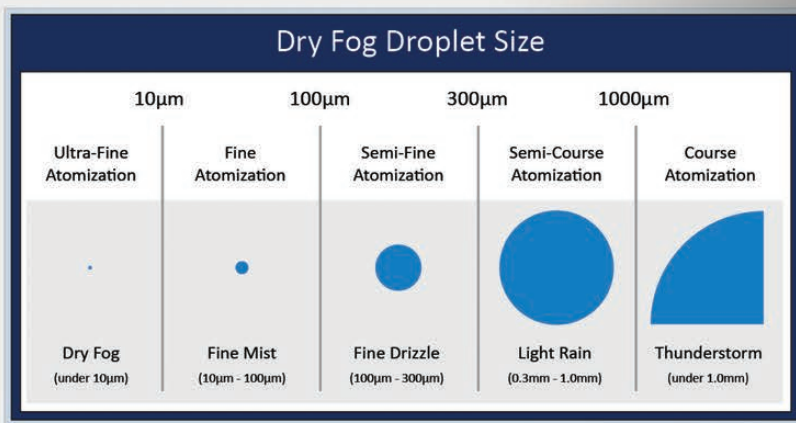 Dry Fog Droplet Size
10µm 100µm 300µm 1000µm
Ultra-Fine Fine Semi-Fine Semi-Course Course
Atomization Atomization Atomization Atomization Atomization
Dry Fog Fine Mist Fine Drizzle Light Rain Thunderstorm
(under 10µm) (10µm - 100µm) (100µm - 300µm) (0.3mm - 1.0mm) (under 1.0mm)